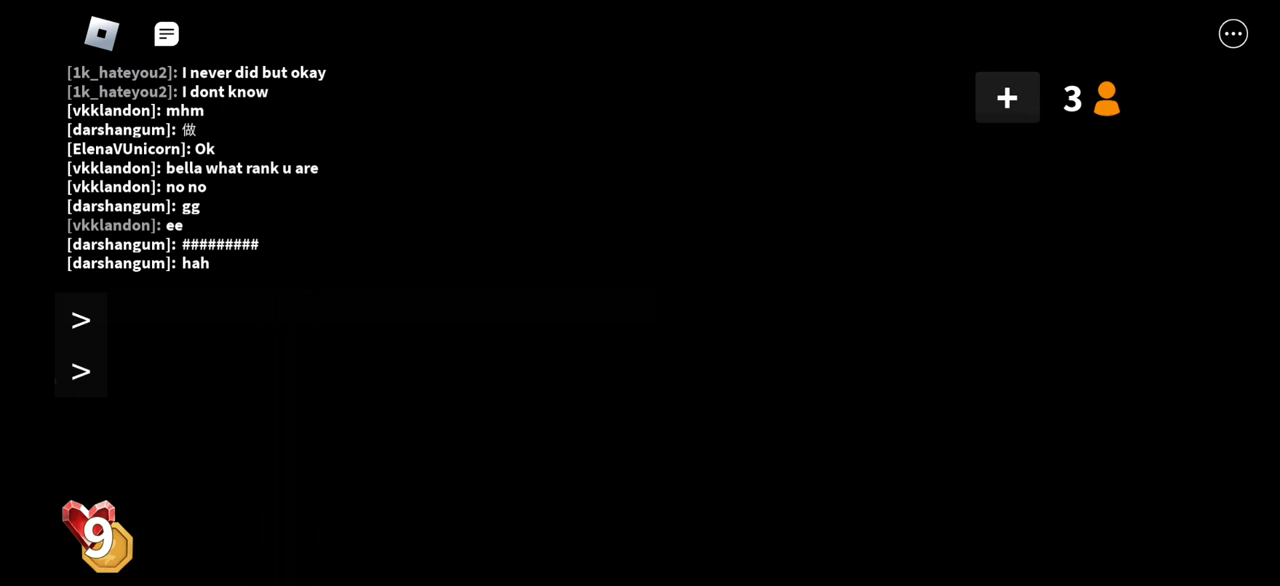 [1k_hateyou2]: I never did but okay
[1k_hateyou2]: I dont know
[vkklandon]: mhm
[darshangum]: 做
[ElenaVUnicorn]: Ok
[vkklandon]: bella what rank u are
[vkklandon]: no no
[darshangum]: gg
[vkklandon]: ee
[darshangum]: #########
[darshangum]: hah
+ 3
>
>
9